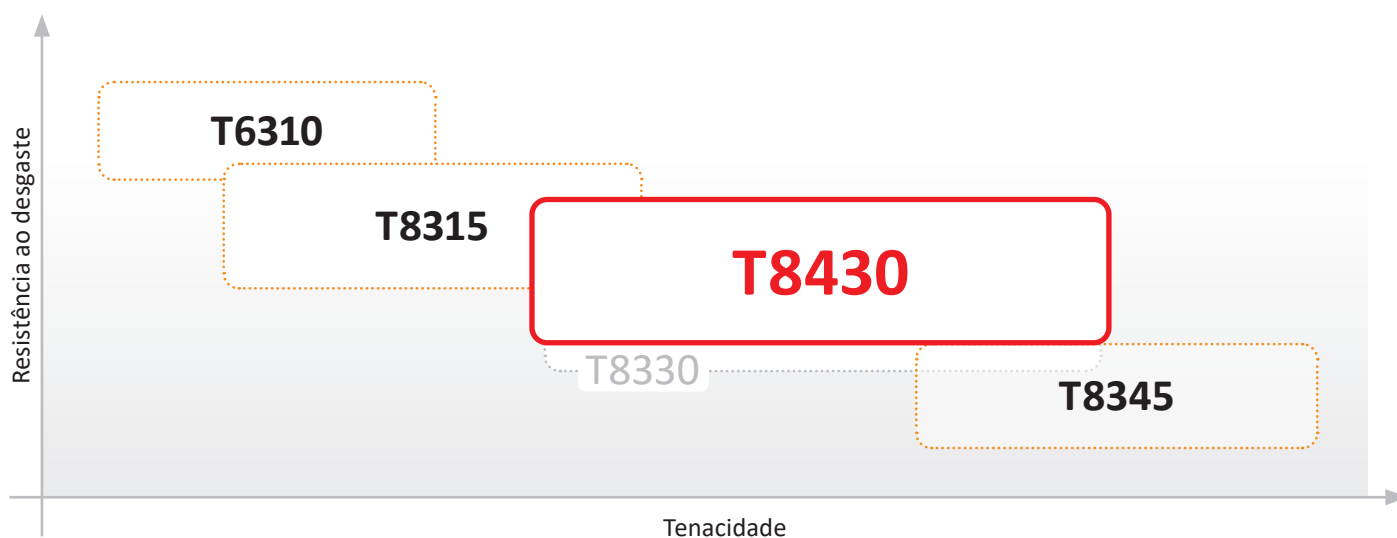 T6310
T8315
T8430
T8330
T8345
Resistência ao desgaste
Tenacidade